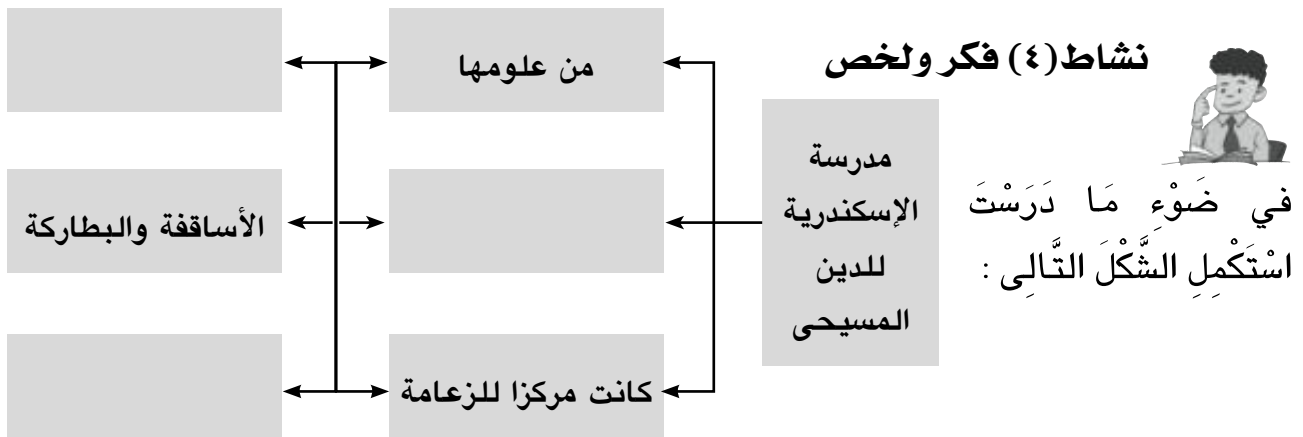 نشاط(٤) فكر ولخص
في ضَوْءِ مَا دَرَسْتَ
اسْتَكْمِلِ الشَّكْلَ التَّالِى :
مدرسة
الإسكندرية
للدين
المسيحى
من علومها
الأساقفة والبطاركة
كانت مركزا للزعامة